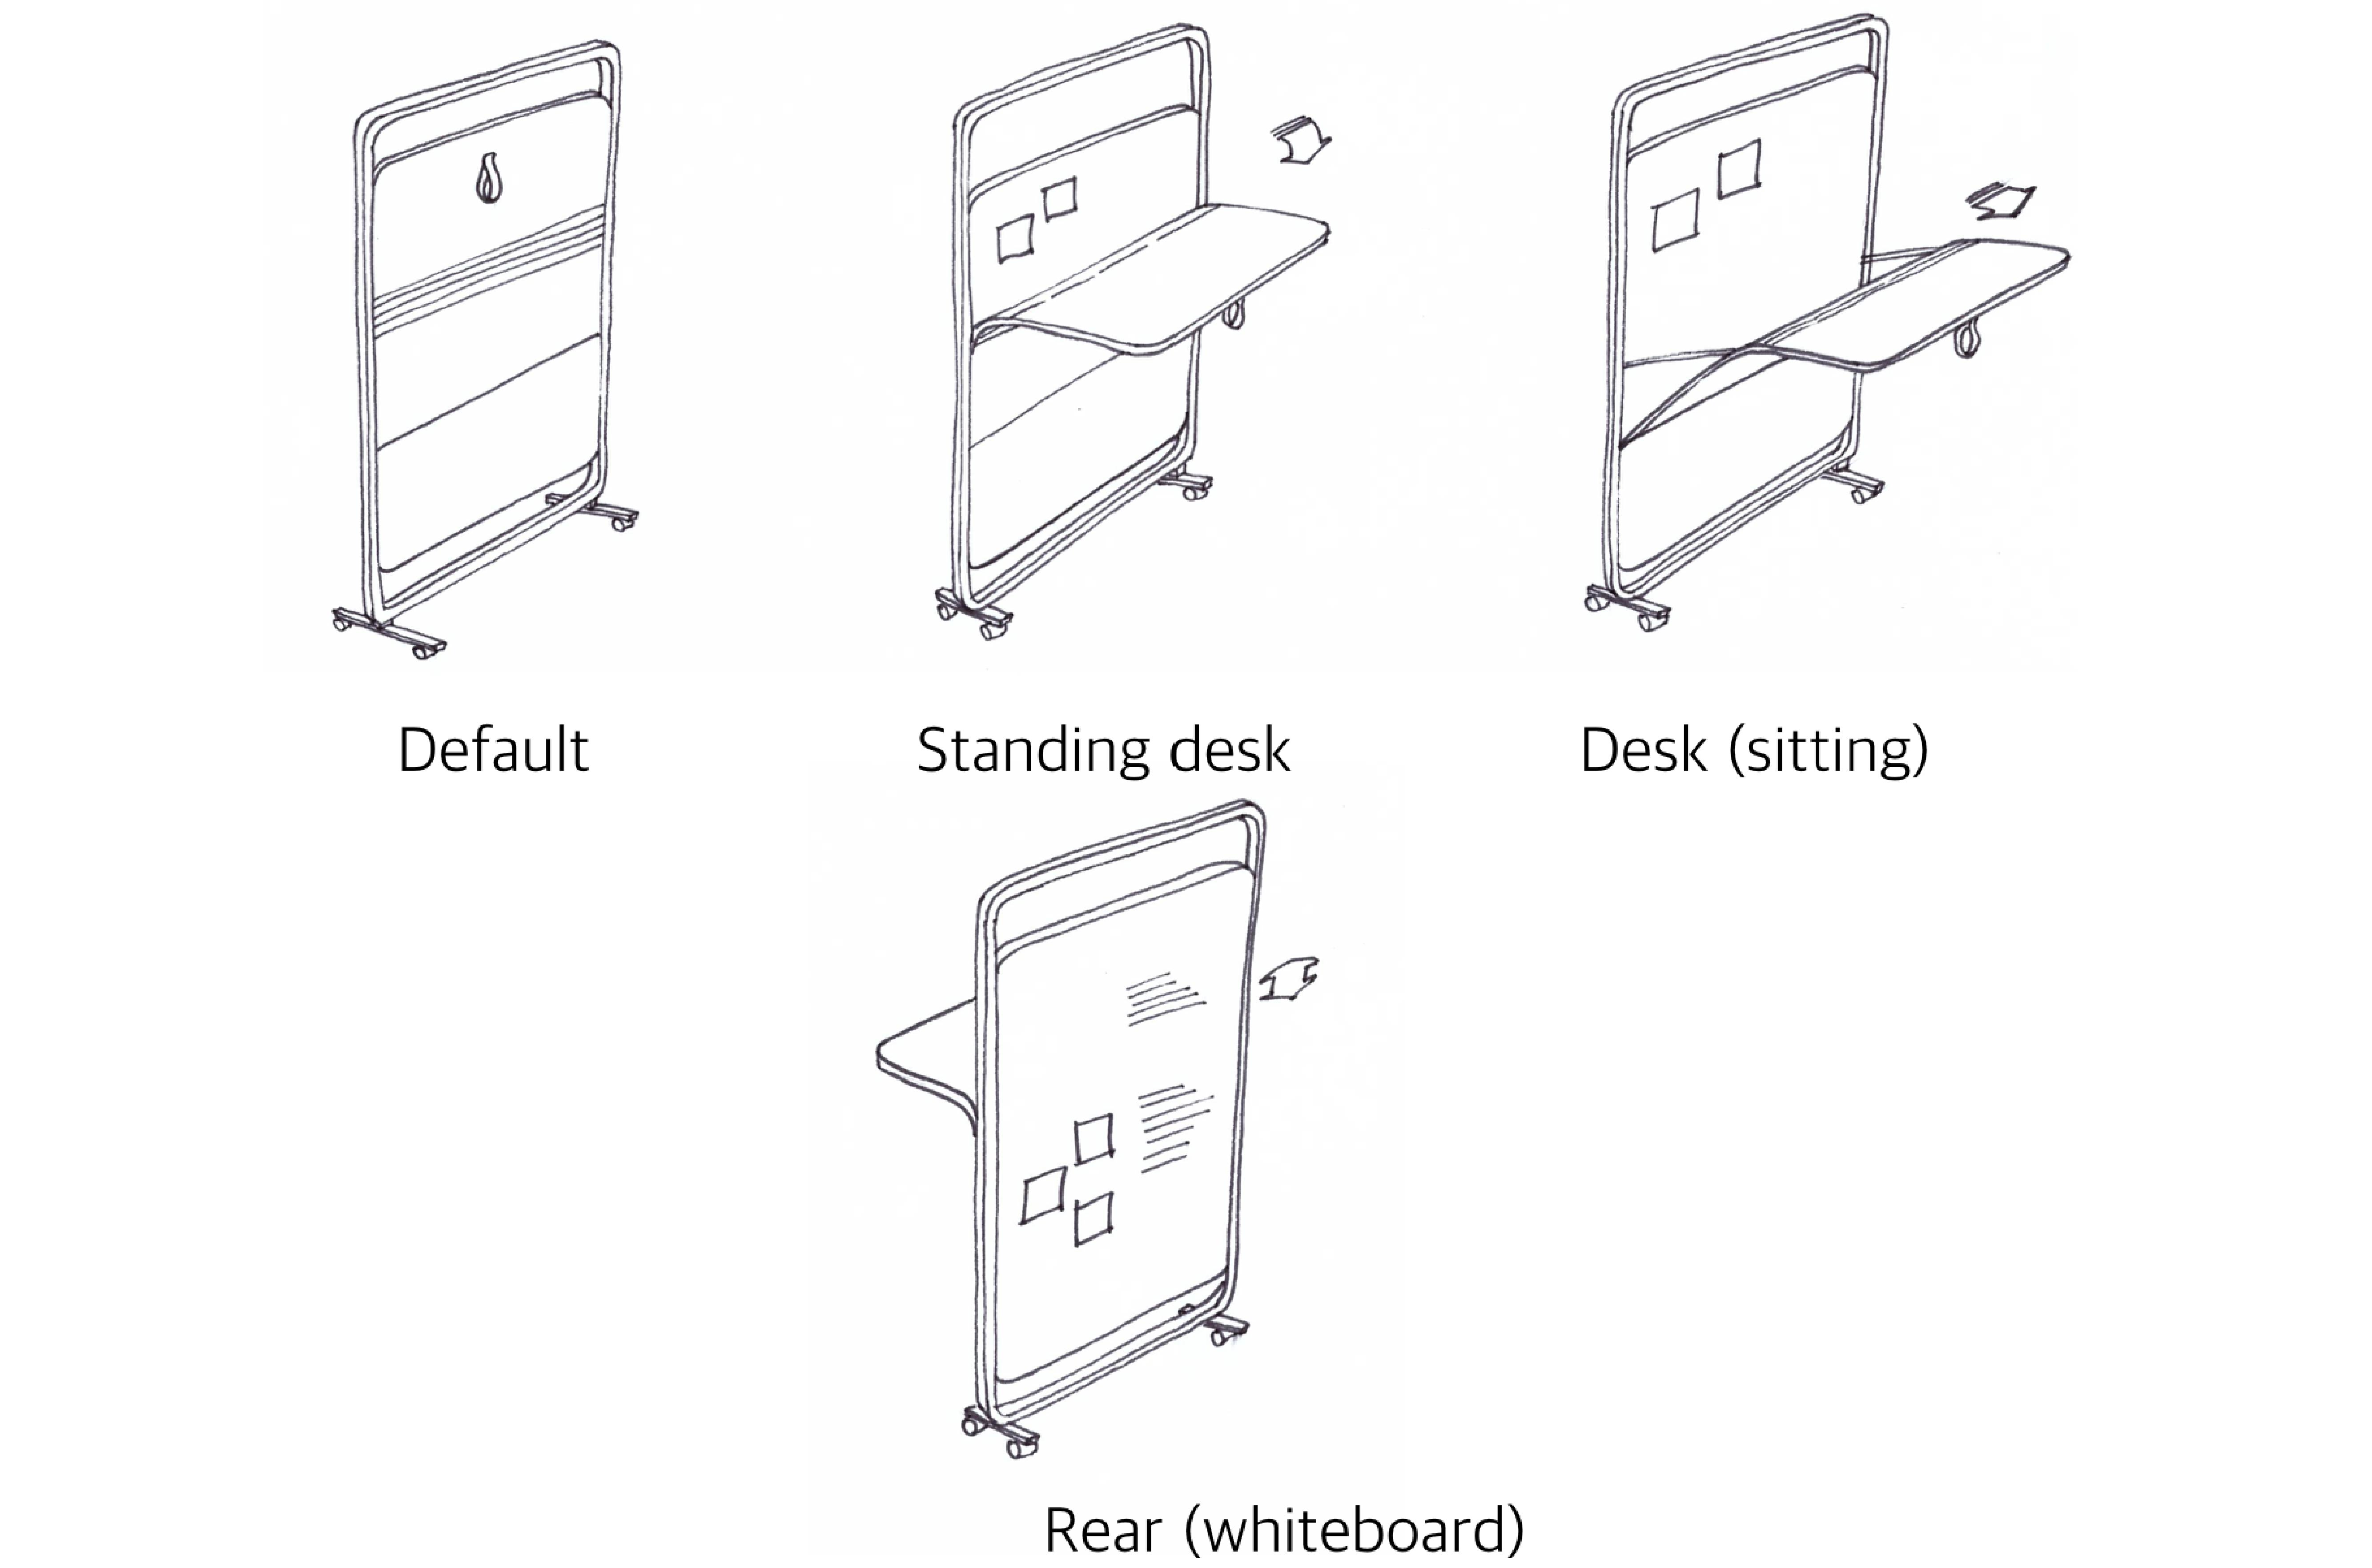 Default
Standing desk
Desk (sitting)
Rear (whiteboard)